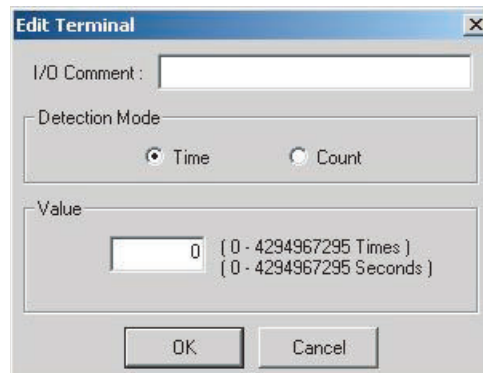 Edit Terminal
I/O Comment :
Detection Mode
Time Count
Value
0 ( 0 - 4294967295 Times )
( 0 - 4294967295 Seconds )
OK Cancel